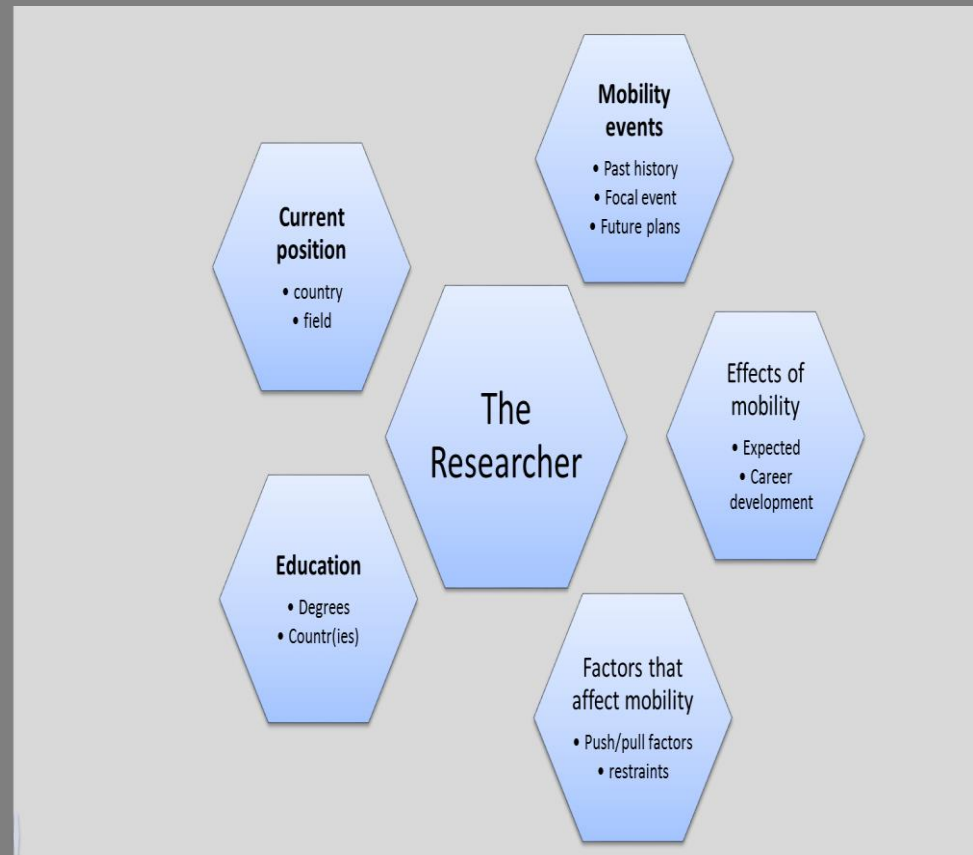 Mobility
events
• Past history
• Focal event
• Future plans
Current
position
• country
• field
The
Researcher
Effects of
mobility
• Expected
• Career
development
Education
• Degrees
• Countr(ies)
Factors that
affect mobility
• Push/pull factors
• restraints